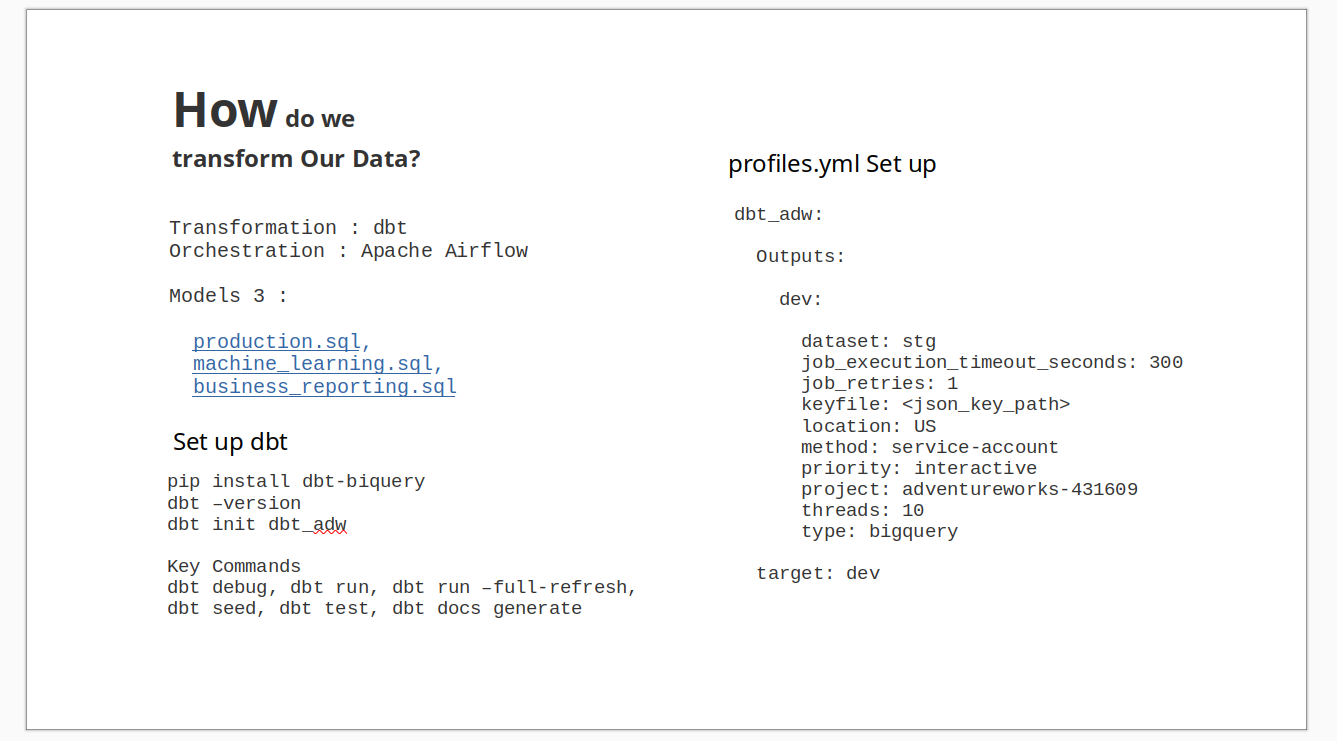 How do we
transform Our Data?
Transformation : dbt
Orchestration : Apache Airflow
Models 3 :
production.sql,
machine_learning.sql,
business_reporting.sql
Set up dbt
pip install dbt-biquery
dbt –version
dbt init dbt_adw
Key Commands
dbt debug, dbt run, dbt run –full-refresh,
dbt seed, dbt test, dbt docs generate
profiles.yml Set up
dbt_adw:
Outputs:
dev:
dataset: stg
job_execution_timeout_seconds: 300
job_retries: 1
keyfile: <json_key_path>
location: US
method: service-account
priority: interactive
project: adventureworks-431609
threads: 10
type: bigquery
target: dev